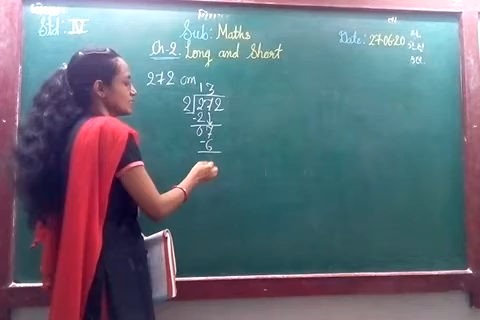 Std: IV
Sub: Maths
Date: 27-06-20
Ch-2. Long and Short
272 cm
13
2 272
-21
07
-6